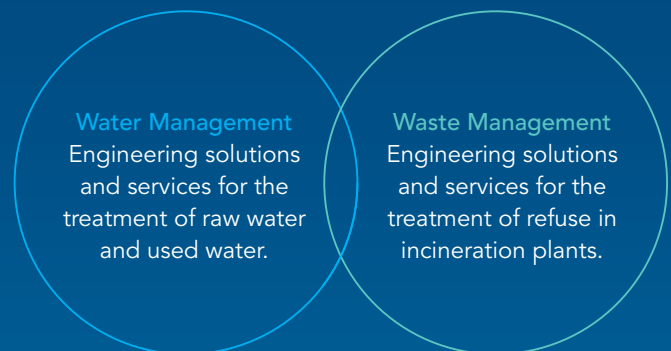 Water Management
Engineering solutions
and services for the
treatment of raw water
and used water.
Waste Management
Engineering solutions
and services for the
treatment of refuse in
incineration plants.